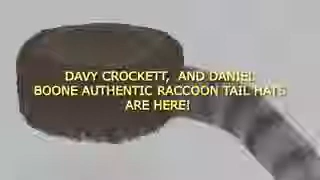 DAVY CROCKETT,  AND DANIEL
BOONE AUTHENTIC RACCOON TAIL HATS
ARE HERE!